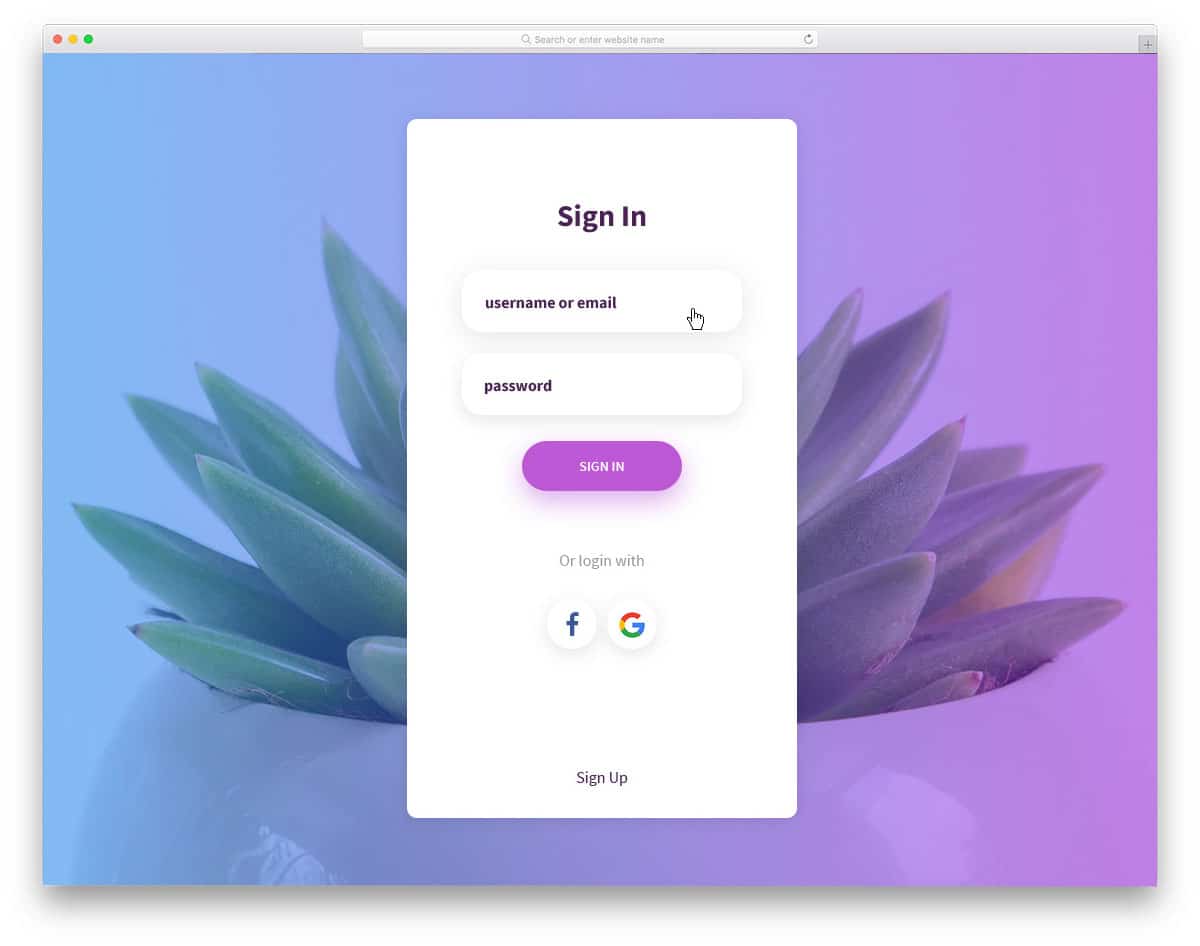 Search or enter website name
Sign In
username or email
password
SIGN IN
Or login with
Sign Up